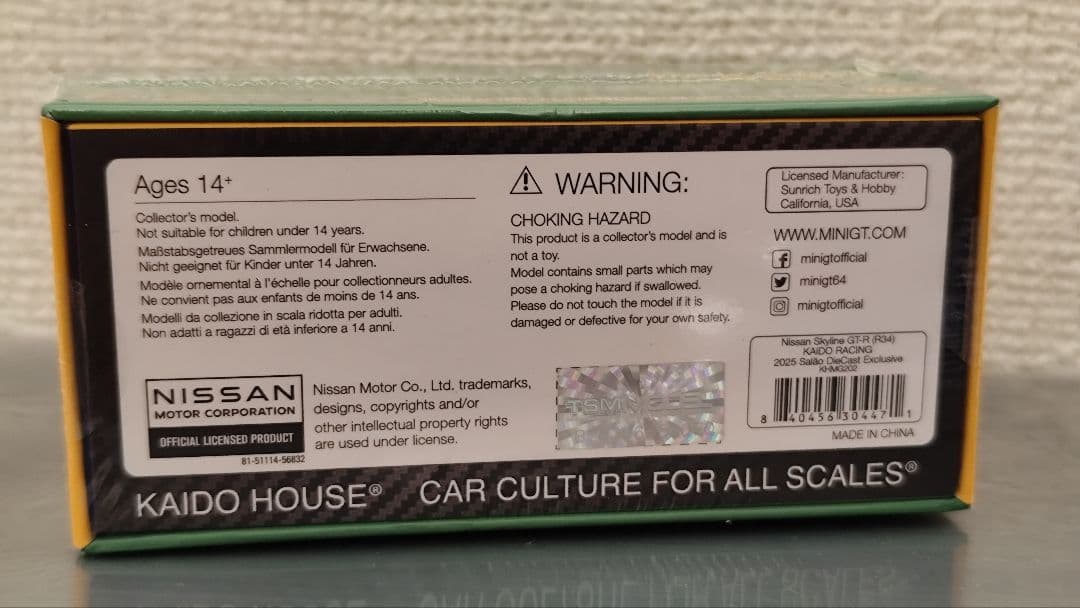 Ages 14+
Collector's model.
Not suitable for children under 14 years.
Maßstabsgetreues Sammlermodell für Erwachsene.
Nicht geeignet für Kinder unter 14 Jahren.
Modèle ornemental à l'échelle pour collectionneurs adultes.
Ne convient pas aux enfants de moins de 14 ans.
Modelli da collezione in scala ridotta per adulti.
Non adatti a ragazzi di età inferiore a 14 anni.
WARNING:
CHOKING HAZARD
This product is a collector's model and is
not a toy.
Model contains small parts which may
pose a choking hazard if swallowed.
Please do not touch the model if it is
damaged or defective for your own safety.
Licensed Manufacturer:
Sunrich Toys & Hobby
California, USA
WWW.MINIGT.COM
minigtofficial
minigt64
minigtofficial
NISSAN
MOTOR CORPORATION
OFFICIAL LICENSED PRODUCT
81-51114-56832
Nissan Motor Co., Ltd. trademarks,
designs, copyrights and/or
other intellectual property rights
are used under license.
TSM
Nissan Skyline GT-R (R34)
KAIDO RACING
2025 Salão DieCast Exclusive
KHMG202
8 40456 30447 1
MADE IN CHINA
KAIDO HOUSE® CAR CULTURE FOR ALL SCALES®